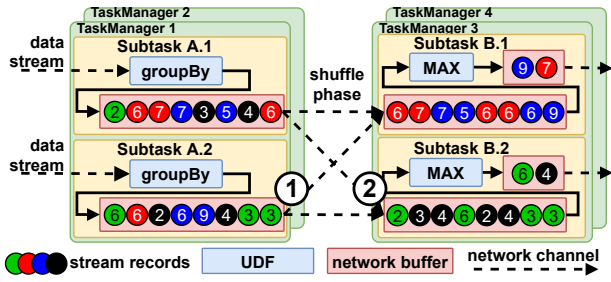 TaskManager 2
TaskManager 4
TaskManager 1
TaskManager 3
data
stream
Subtask A.1
groupBy
2 6 7 7 3 5 4 6
shuffle
phase
Subtask B.1
MAX
9 7
6 7 7 5 6 6 6 9
data
stream
Subtask A.2
groupBy
6 6 2 6 9 4 3 3
1
2
Subtask B.2
MAX
6 4
2 3 4 6 2 4 3 3
stream records
UDF
network buffer
network channel